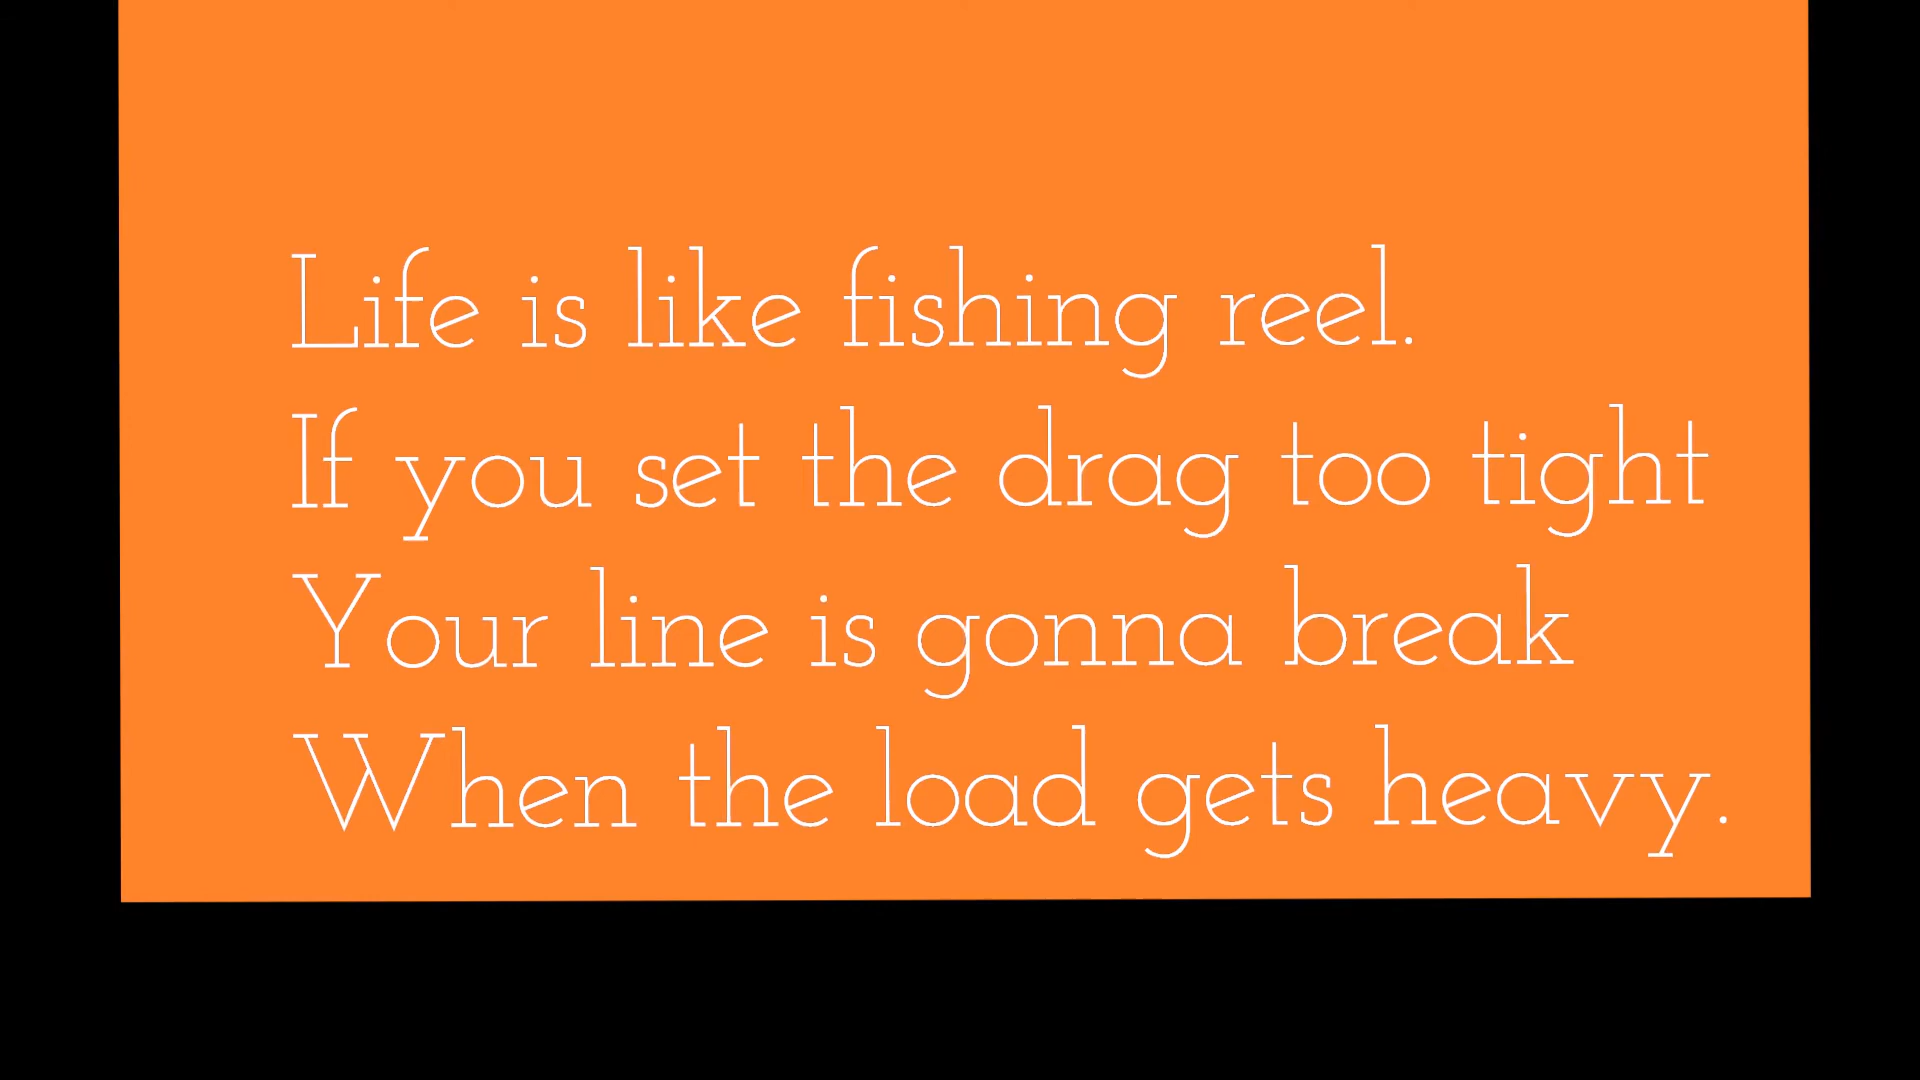 Life is like fishing reel.
If you set the drag too tight
Your line is gonna break
When the load gets heavy.